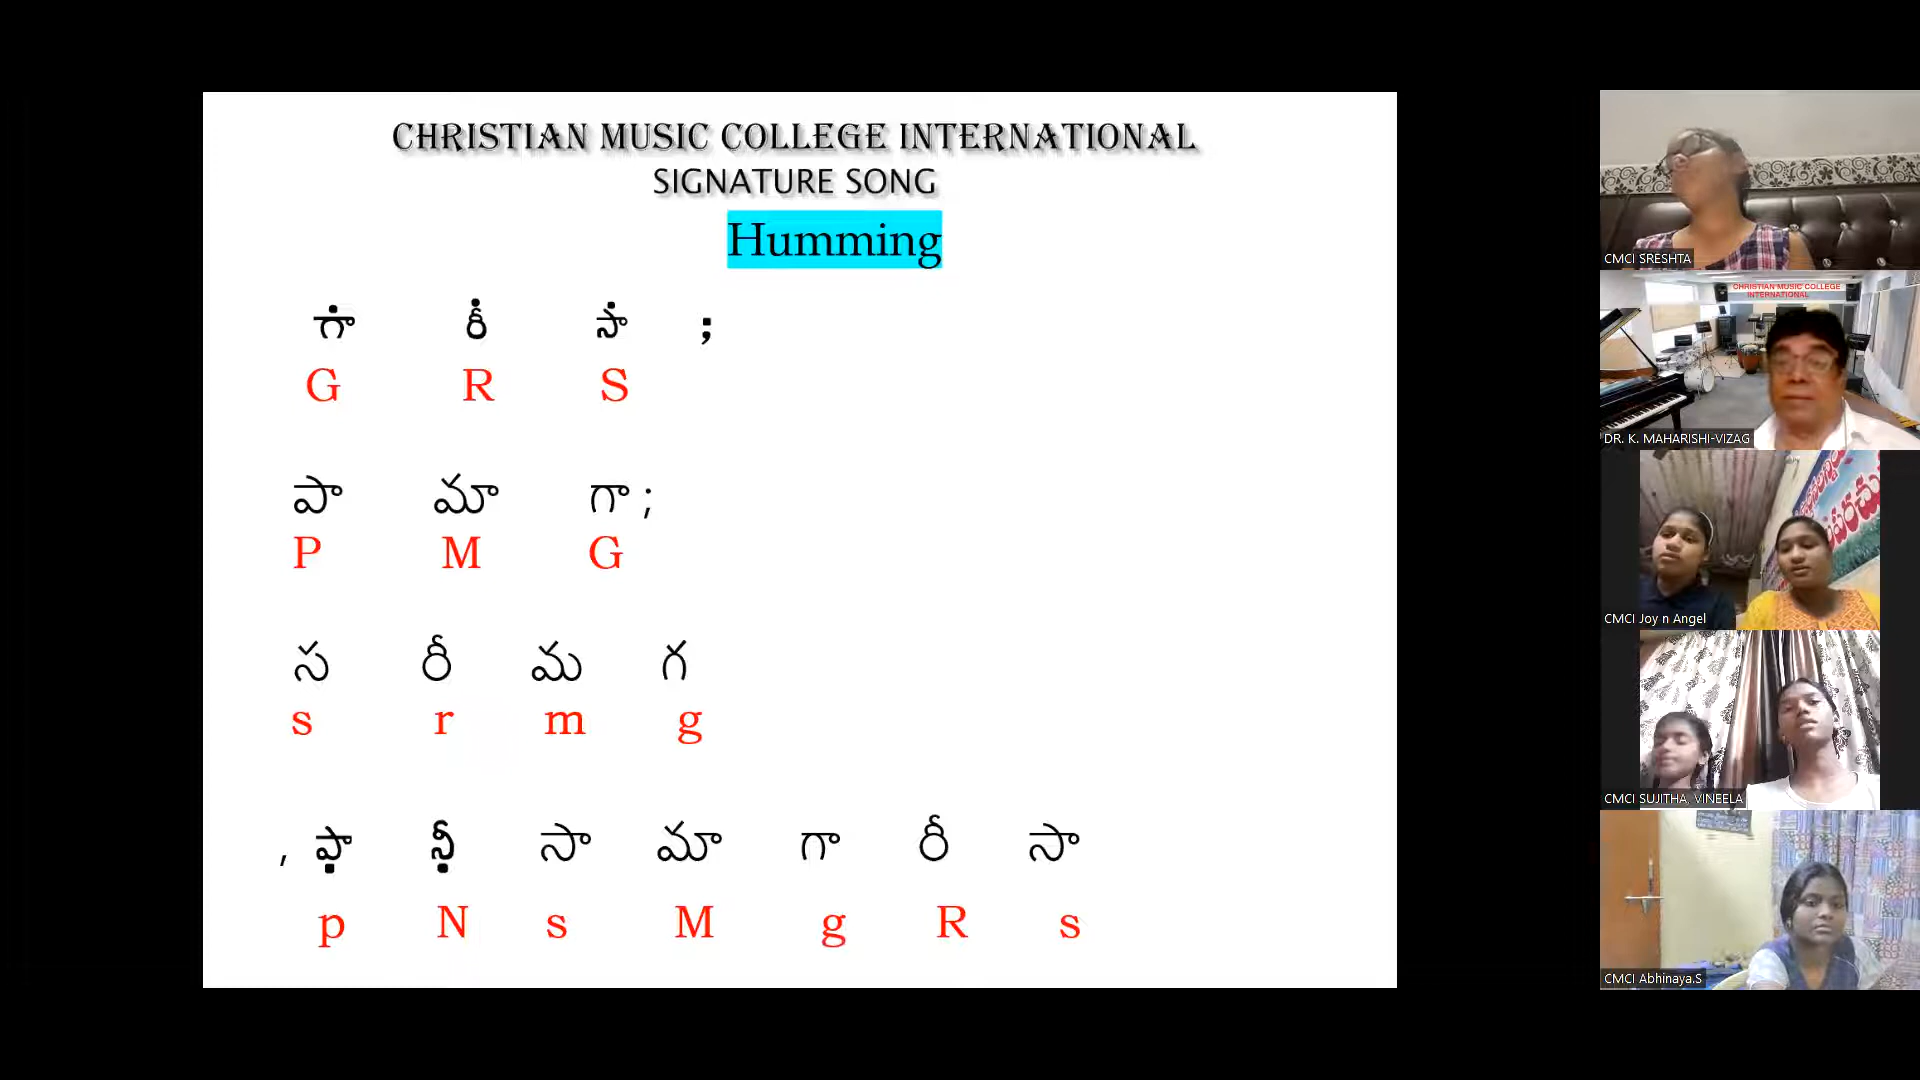 CHRISTIAN MUSIC COLLEGE INTERNATIONAL
SIGNATURE SONG
Humming
గా రీ సా ;
G R S
పా మా గా ;
P M G
స రీ మ గ
s r m g
, పా నీ సా మా గా రీ సా
p N s M g R s
CMCI SRESHTA
CHRISTIAN MUSIC COLLEGE
INTERNATIONAL
DR. K. MAHARISHI-VIZAG
CMCI Joy n Angel
CMCI SUJITHA, VINEELA
CMCI Abhinaya.S